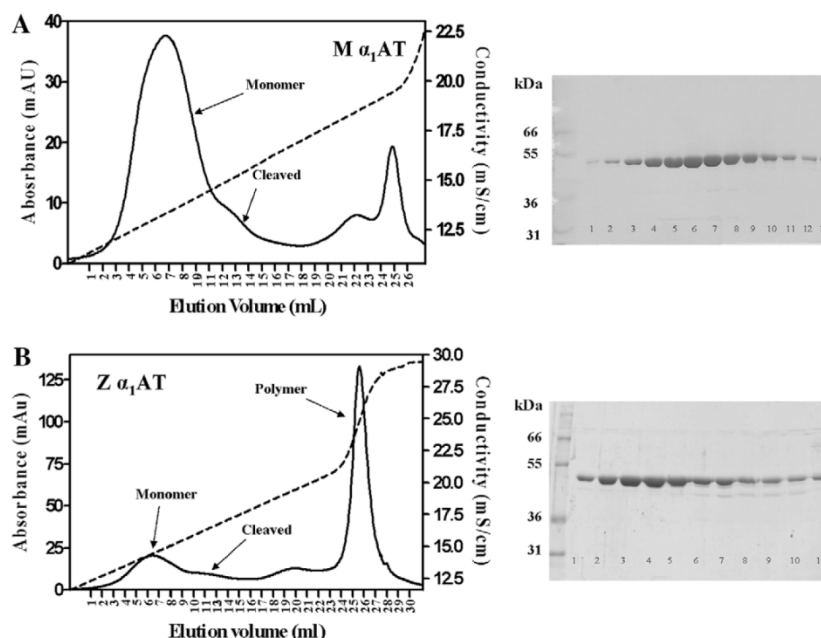 A
40
30
20
10
0
Abosrbance (mAU)
M α1AT
Monomer
Cleaved
22.5
20.0
17.5
15.0
12.5
Conductivity (mS/cm)
Elution Volume (mL)
kDa
66
55
36
31
1 2 3 4 5 6 7 8 9 10 11 12
B
125
100
75
50
25
0
Absorbance (mAu)
Z α1AT
Polymer
Monomer
Cleaved
30.0
27.5
25.0
22.5
20.0
17.5
15.0
12.5
Conductivity (mS/cm)
Elution volume (ml)
kDa
66
55
36
31
1 2 3 4 5 6 7 8 9 10